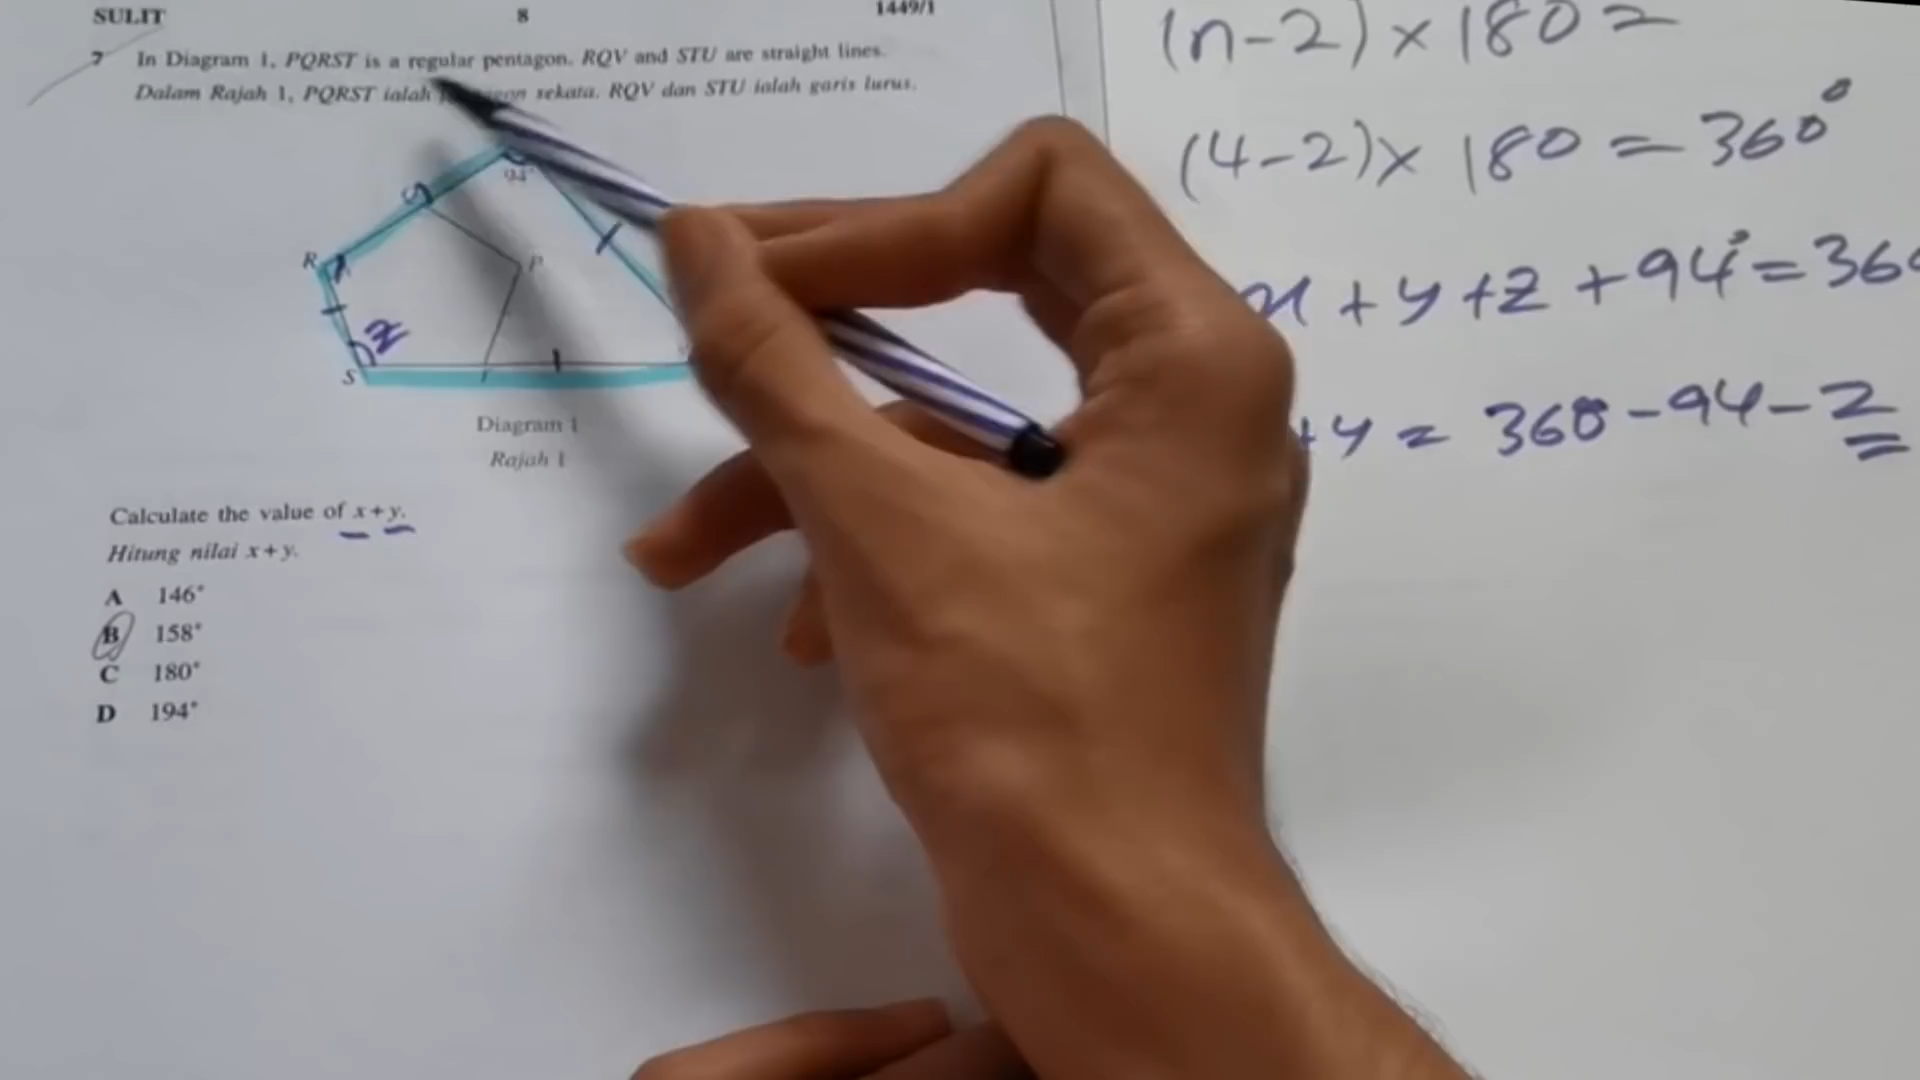 SULIT 8 1449/1
7 In Diagram 1, PQRST is a regular pentagon. RQV and STU are straight lines.
Dalam Rajah 1, PQRST ialah sekata. RQV dan STU ialah garis lurus.
94°
R
P
z
S
Diagram 1
Rajah 1
Calculate the value of x+y.
Hitung nilai x+y.
A 146°
B 158°
C 180°
D 194°
(n-2) × 180 =
(4-2) × 180 = 360°
x + y + z + 94° = 36
+ y = 360 - 94 - z